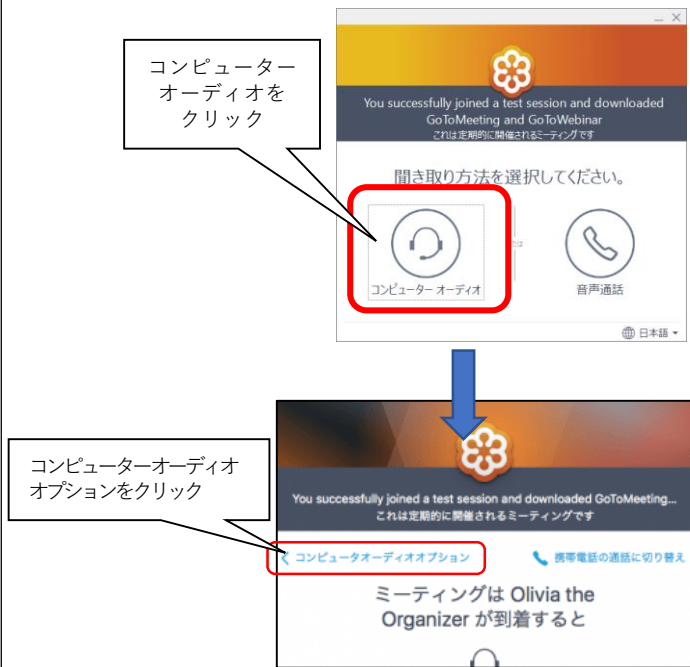 コンピューター
オーディオを
クリック
You successfully joined a test session and downloaded
GoToMeeting and GoToWebinar
これは定期的に開催されるミーティングです
聞き取り方法を選択してください。
または
コンピューター オーディオ
音声通話
日本語
コンピューターオーディオ
オプションをクリック
You successfully joined a test session and downloaded GoToMeeting...
これは定期的に開催されるミーティングです
コンピュータオーディオオプション
携帯電話の通話に切り替え
ミーティングは Olivia the
Organizer が到着すると